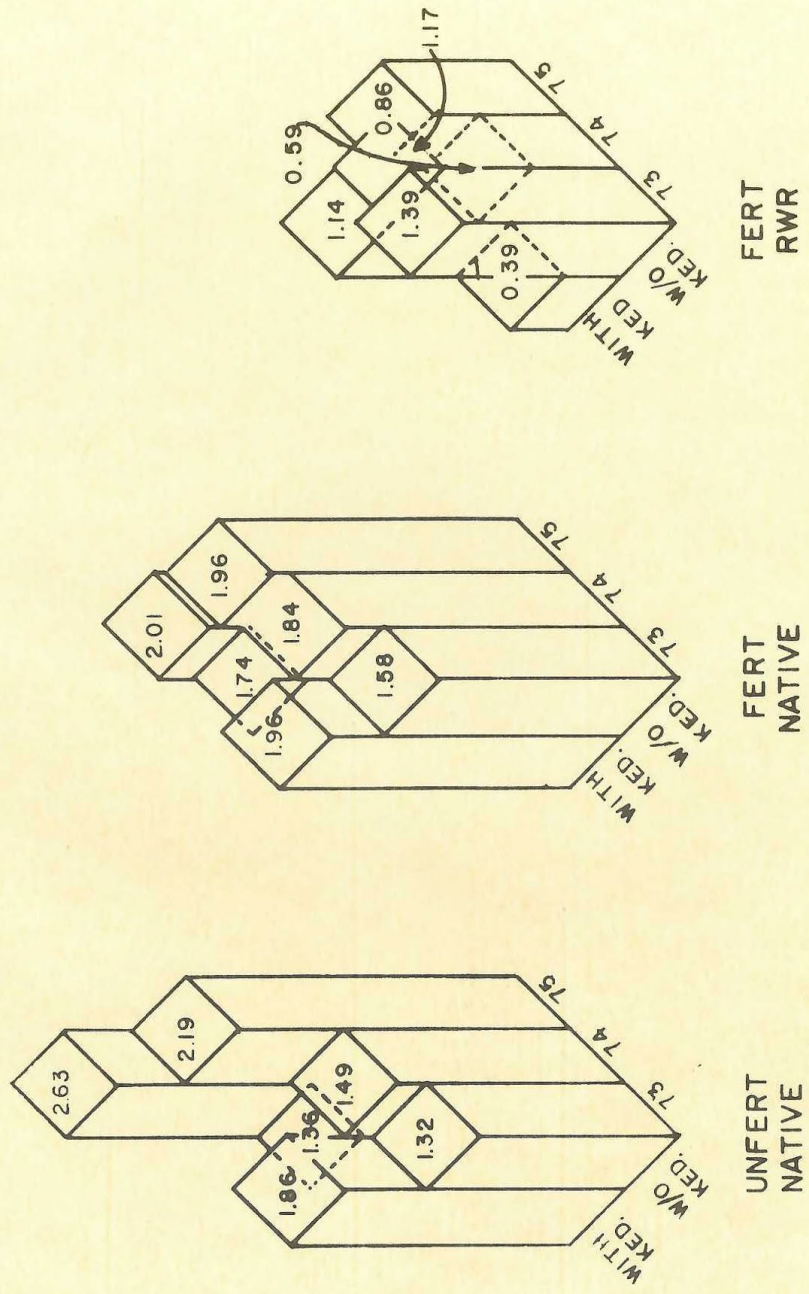 2.63
2.19
1.86
1.36
1.49
1.32
WITH KED.
W/O KED.
73
74
75
UNFERT
NATIVE
2.01
1.96
1.74
1.84
1.96
1.58
WITH KED.
W/O KED.
73
74
75
FERT
NATIVE
0.59
1.17
1.14
0.86
1.39
0.39
WITH KED
W/O KED.
73
74
75
FERT
RWR